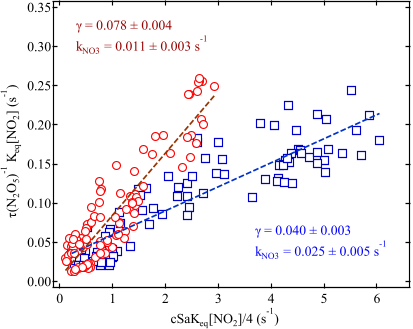 0.35
γ = 0.078 ± 0.004
k_NO3 = 0.011 ± 0.003 s⁻¹
0.30
0.25
0.20
0.15
0.10
0.05
0.00
τ(N₂O₅)⁻¹ K_eq[NO₂] (s⁻¹)
γ = 0.040 ± 0.003
k_NO3 = 0.025 ± 0.005 s⁻¹
0 1 2 3 4 5 6
cSaK_eq[NO₂]/4 (s⁻¹)